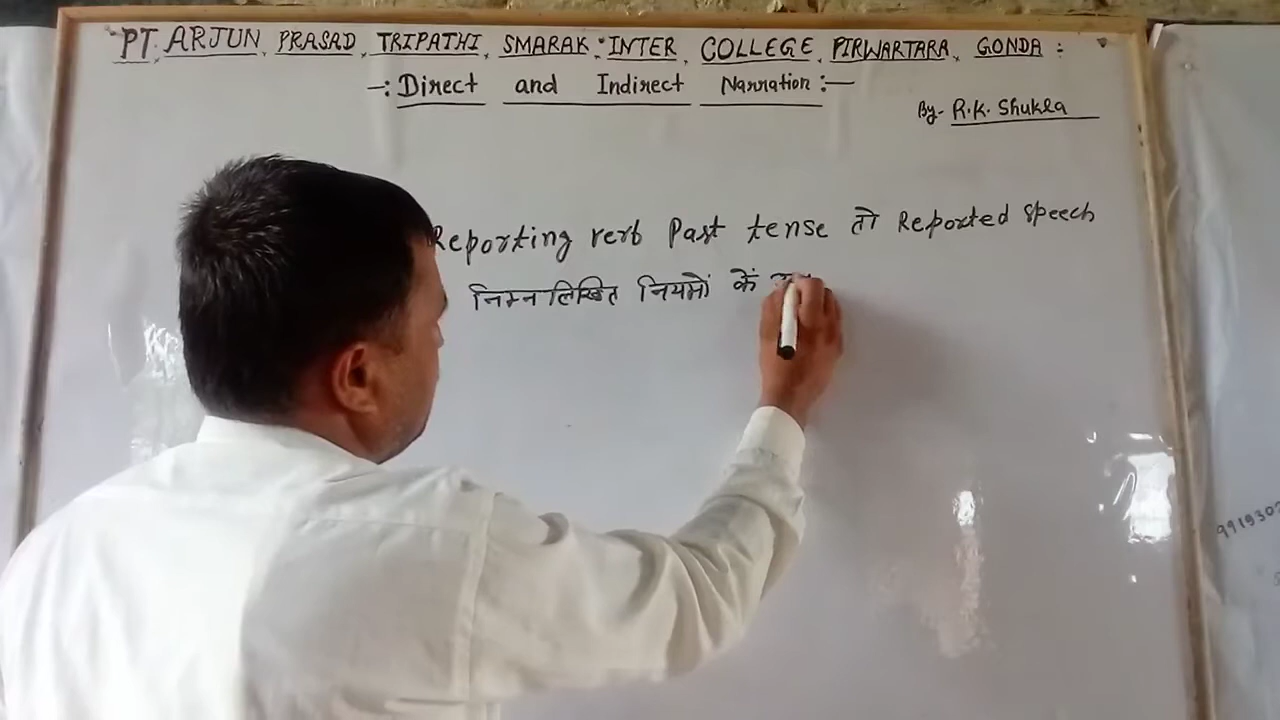 PT. ARJUN PRASAD TRIPATHI SMARAK INTER COLLEGE PIRWARTARA, GONDA :
-: Direct and Indirect Narration :-
By- R.K. Shukla
Reporting verb Past tense तो Reported speech
निम्नलिखित नियमों कें